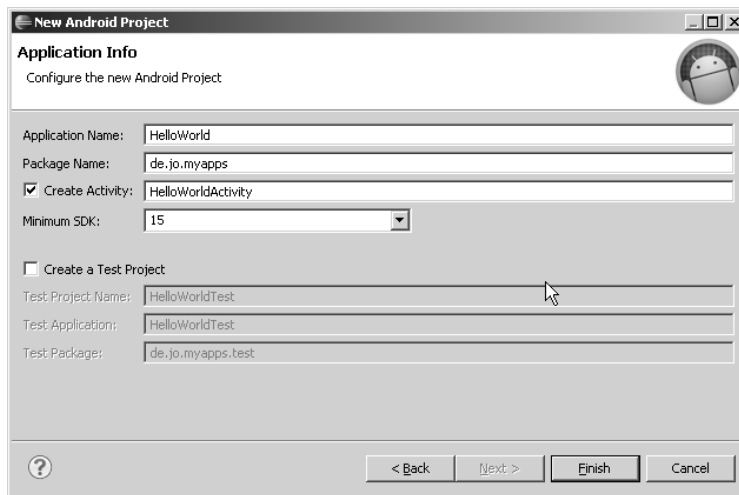 New Android Project
Application Info
Configure the new Android Project
Application Name: HelloWorld
Package Name: de.jo.myapps
Create Activity: HelloWorldActivity
Minimum SDK: 15
Create a Test Project
Test Project Name: HelloWorldTest
Test Application: HelloWorldTest
Test Package: de.jo.myapps.test
? < Back Next > Finish Cancel